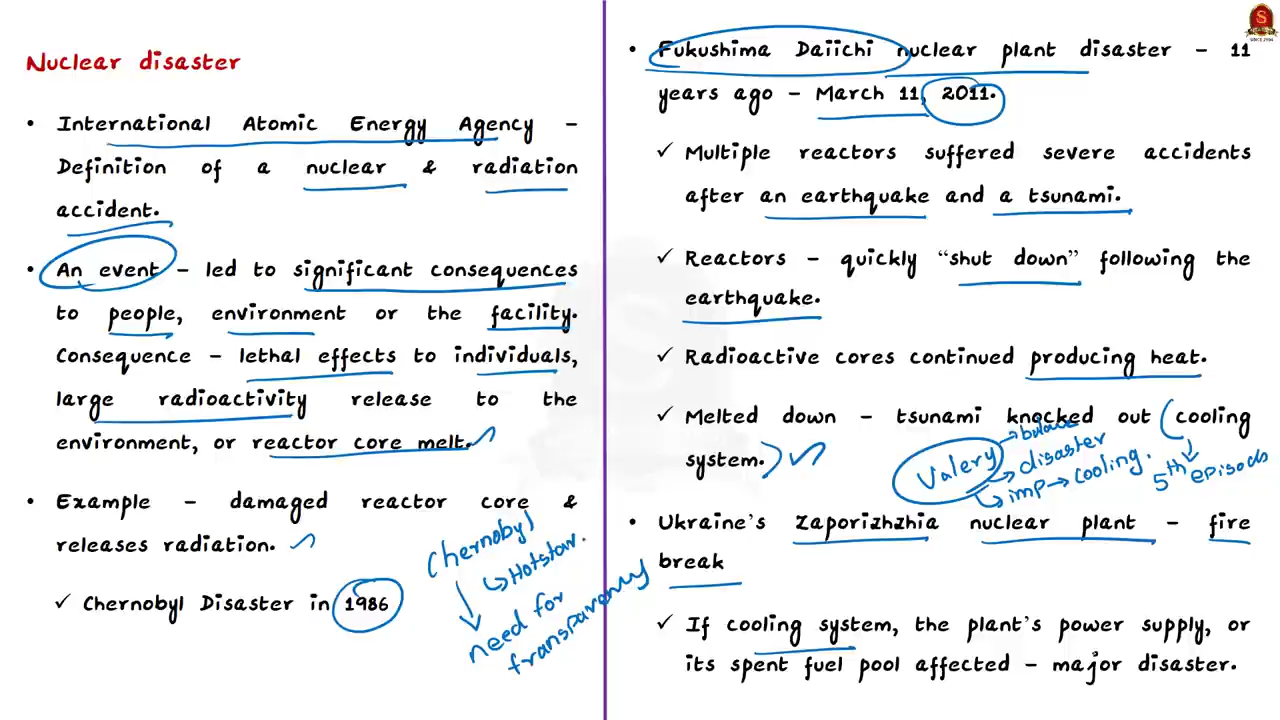 Nuclear disaster
• International Atomic Energy Agency –
Definition of a nuclear & radiation
accident.
• An event – led to significant consequences
to people, environment or the facility.
Consequence – lethal effects to individuals,
large radioactivity release to the
environment, or reactor core melt.
• Example – damaged reactor core &
releases radiation.
✓ Chernobyl Disaster in 1986
Chernobyl
↳ Hotstar.
need for
transparency
• Fukushima Daiichi nuclear plant disaster – 11
years ago – March 11, 2011.
✓ Multiple reactors suffered severe accidents
after an earthquake and a tsunami.
✓ Reactors – quickly “shut down” following the
earthquake.
✓ Radioactive cores continued producing heat.
✓ Melted down – tsunami knocked out (cooling
system.)
Valery
→ disaster
↳ imp → cooling.
5th episode
• Ukraine's Zaporizhzhia nuclear plant – fire
break
✓ If cooling system, the plant's power supply, or
its spent fuel pool affected – major disaster.
S
SINCE 2004